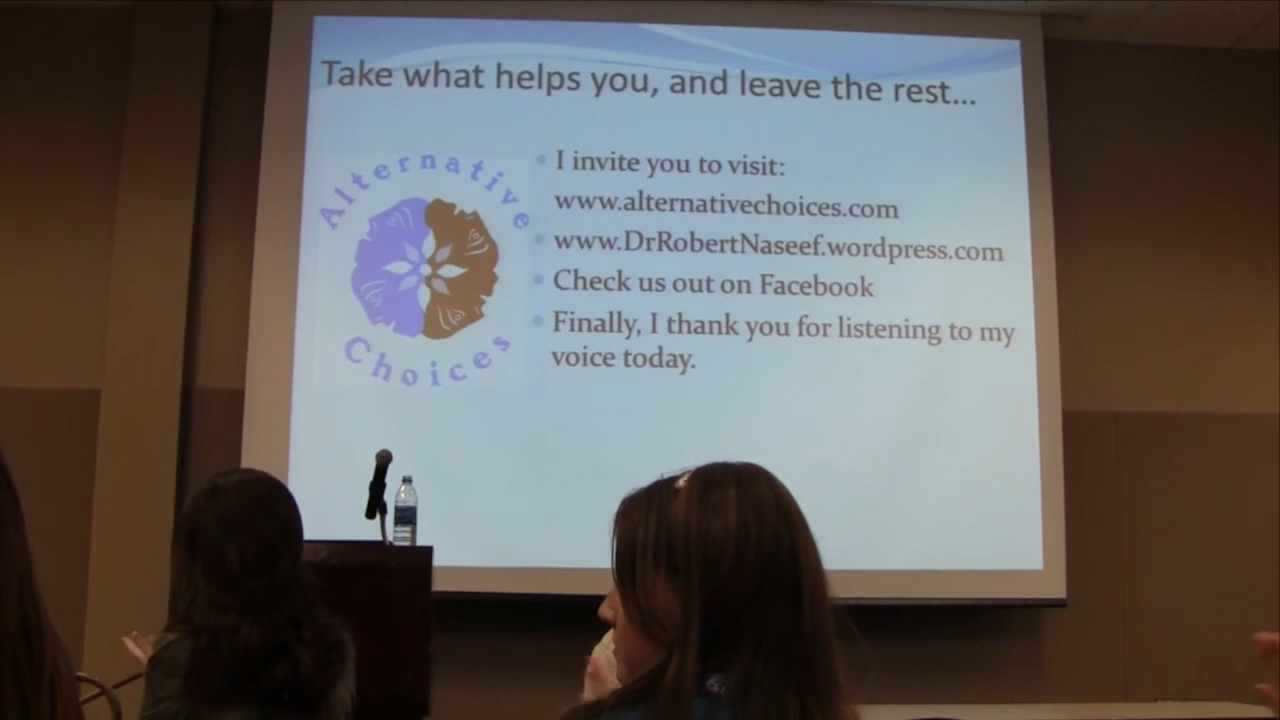 Take what helps you, and leave the rest...
Alternative
Choices
I invite you to visit:
www.alternativechoices.com
www.DrRobertNaseef.wordpress.com
Check us out on Facebook
Finally, I thank you for listening to my
voice today.